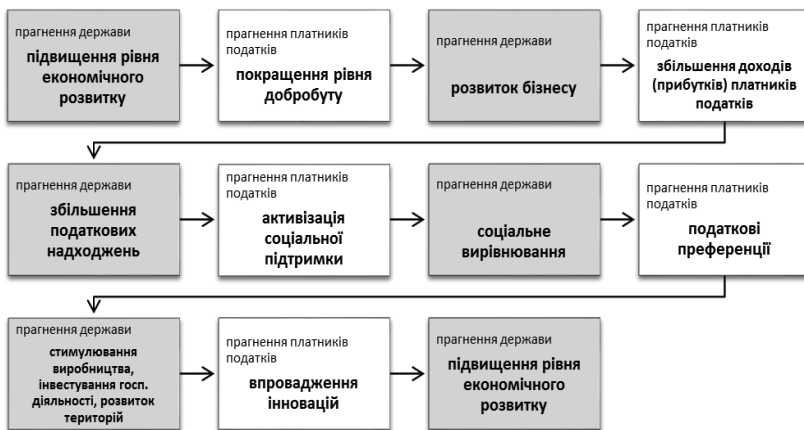 прагнення держави
підвищення рівня
економічного
розвитку
прагнення платників
податків
покращення рівня
добробуту
прагнення держави
розвиток бізнесу
прагнення платників
податків
збільшення доходів
(прибутків) платників
податків
прагнення держави
збільшення
податкових
надходжень
прагнення платників
податків
активізація
соціальної
підтримки
прагнення держави
соціальне
вирівнювання
прагнення платників
податків
податкові
преференції
прагнення держави
стимулювання
виробництва,
інвестування госп.
діяльності, розвиток
територій
прагнення платників
податків
впровадження
інновацій
прагнення держави
підвищення рівня
економічного
розвитку